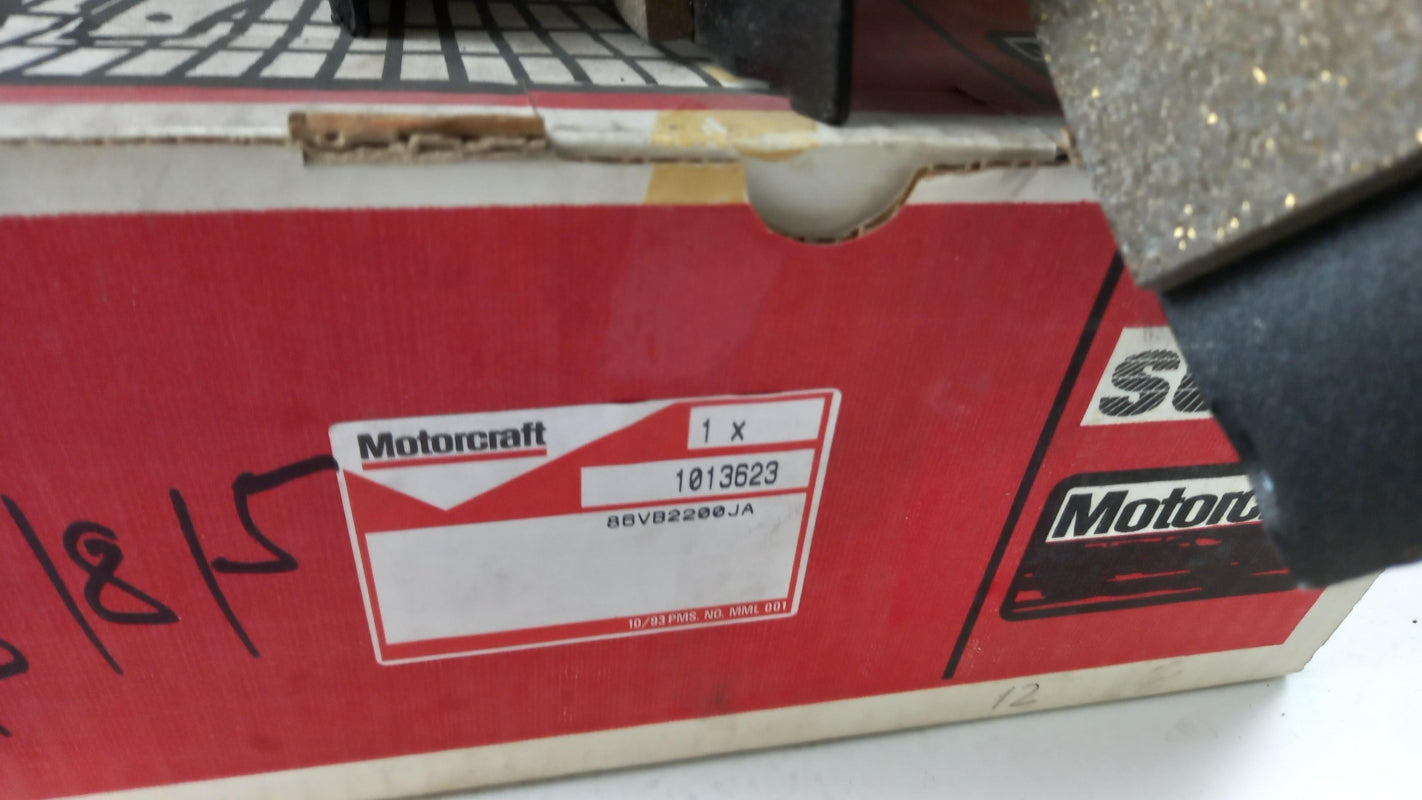 Motorcraft
1 X
1013623
86VB2200JA
10/93 PMS. NO. MML 001
/8/5
Motorc
12